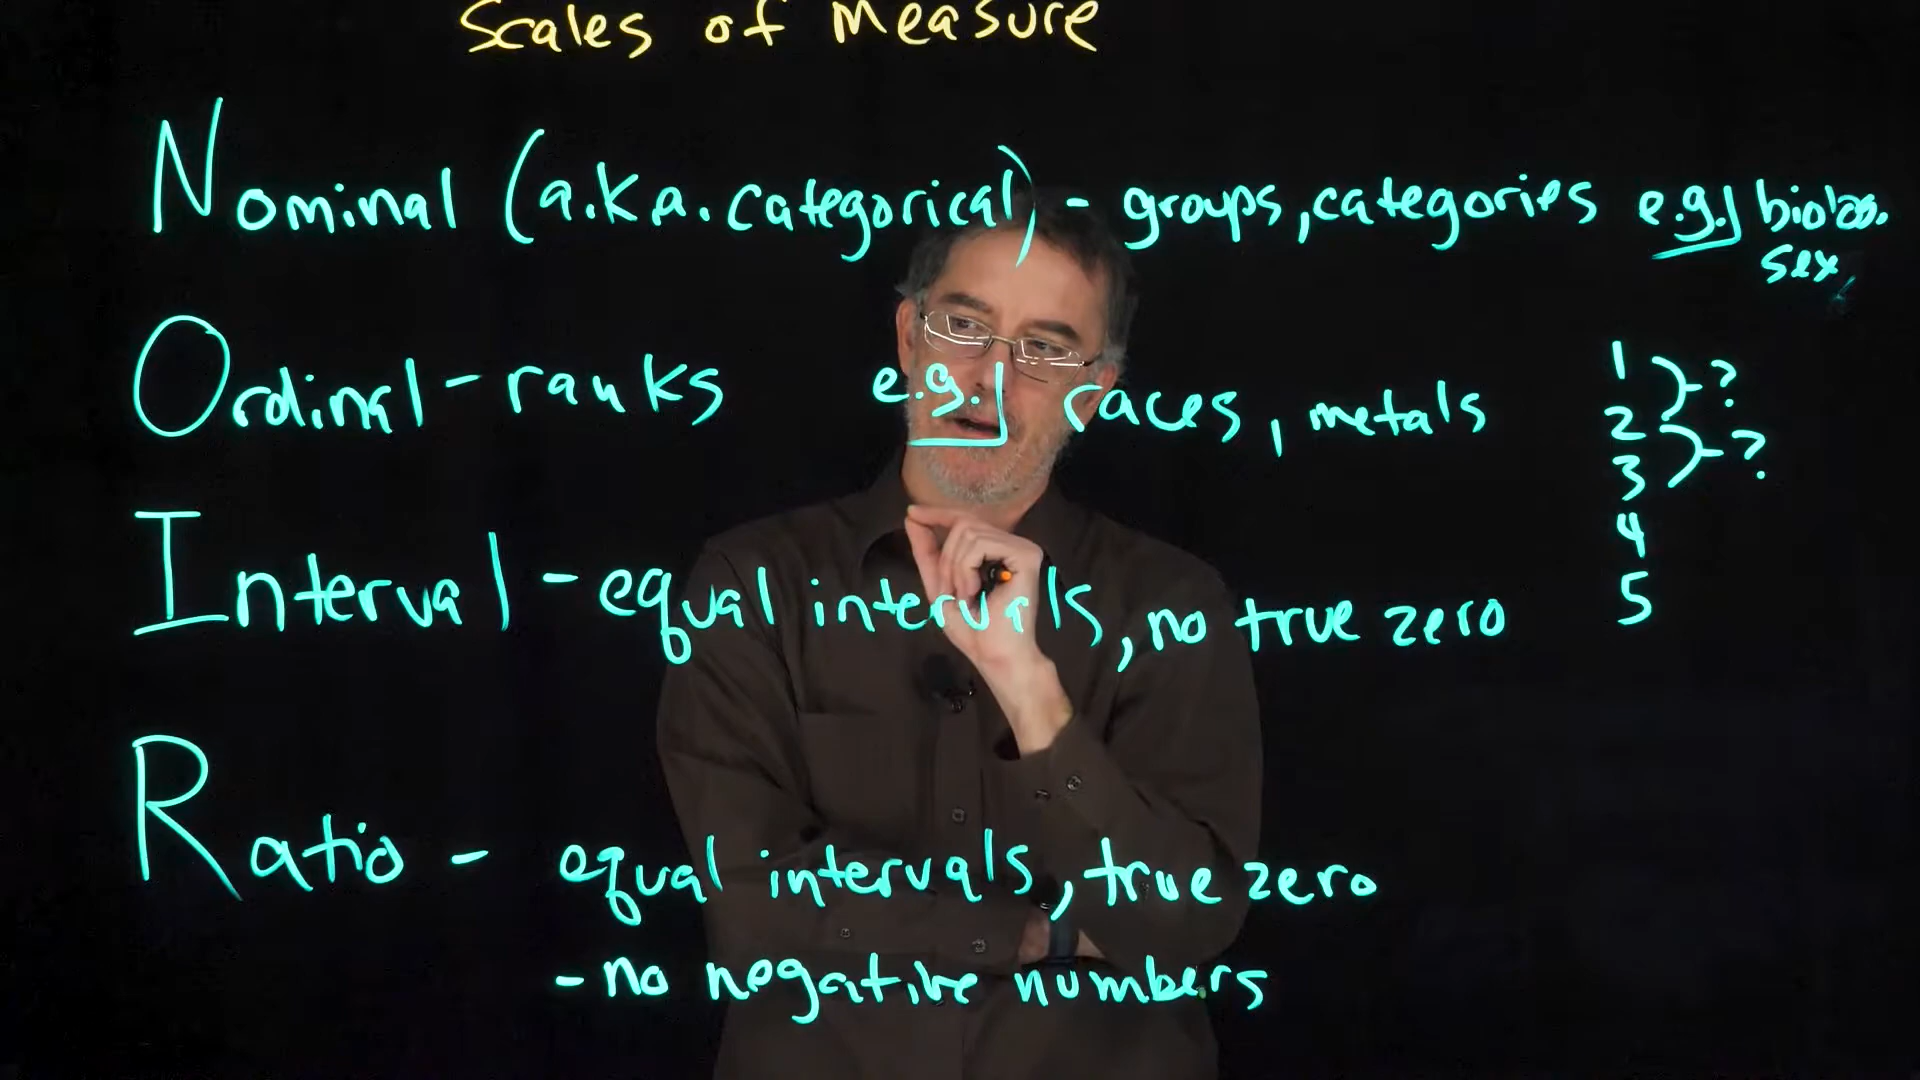 Scales of Measure
Nominal (a.k.a. categorical) - groups, categories e.g.,
sex,
Ordinal - ranks e.g., races, metals
1 } - ?
2
3 } - ?
4
5
Interval - equal intervals, no true zero
Ratio - equal intervals, true zero
- no negative numbers